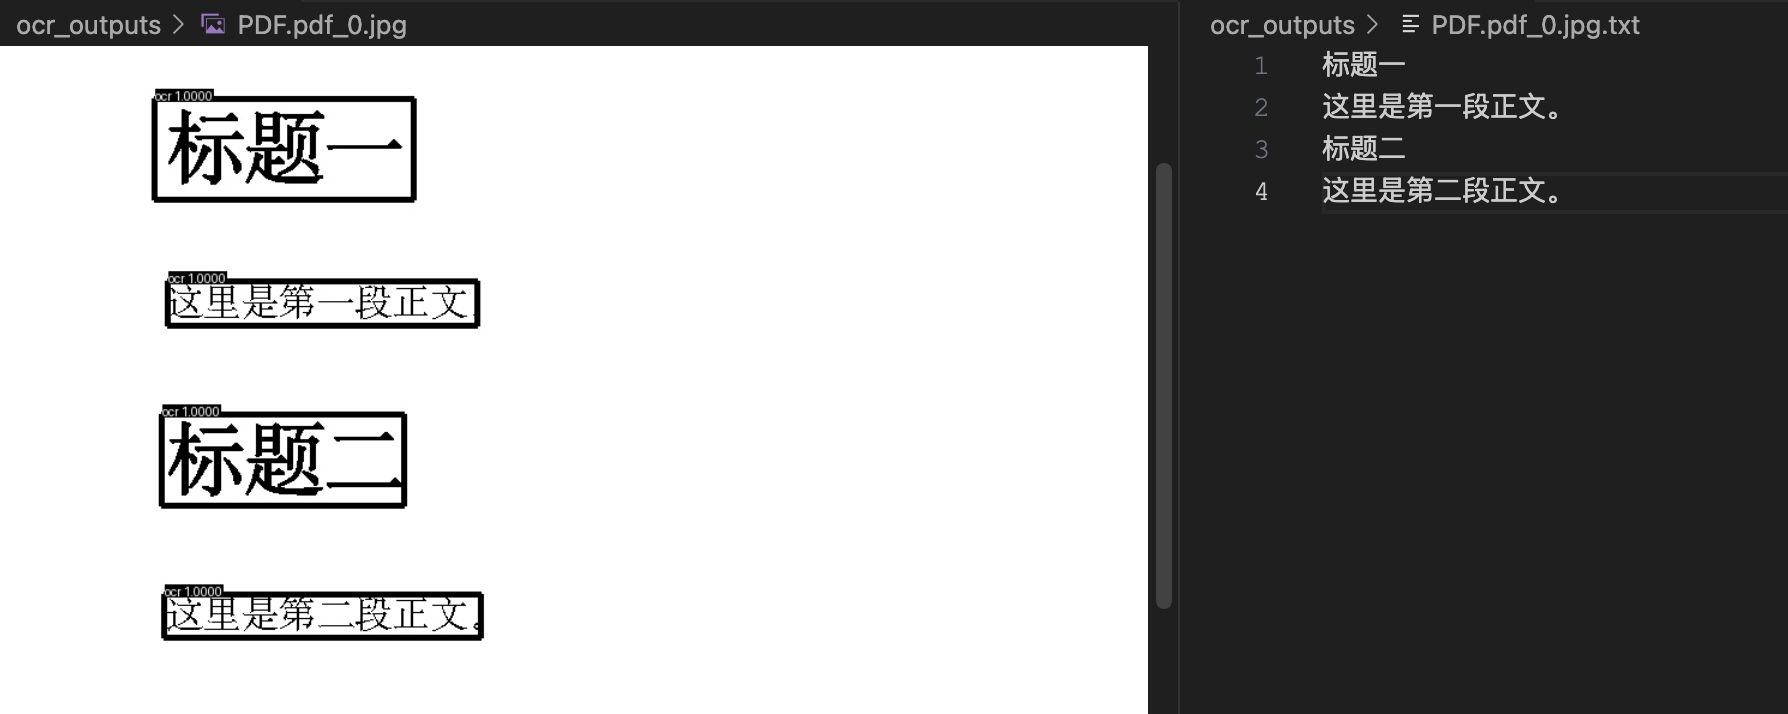 ocr_outputs > PDF.pdf_0.jpg
ocr 1.0000
标题一
ocr 1.0000
这里是第一段正文.
ocr 1.0000
标题二
ocr 1.0000
这里是第二段正文。
ocr_outputs > PDF.pdf_0.jpg.txt
1 标题一
2 这里是第一段正文。
3 标题二
4 这里是第二段正文。